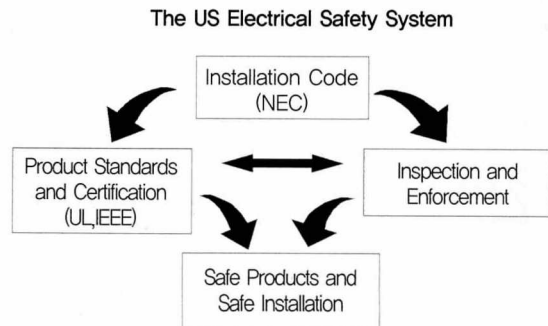 The US Electrical Safety System
Installation Code
(NEC)
Product Standards
and Certification
(UL,IEEE)
Inspection and
Enforcement
Safe Products and
Safe Installation